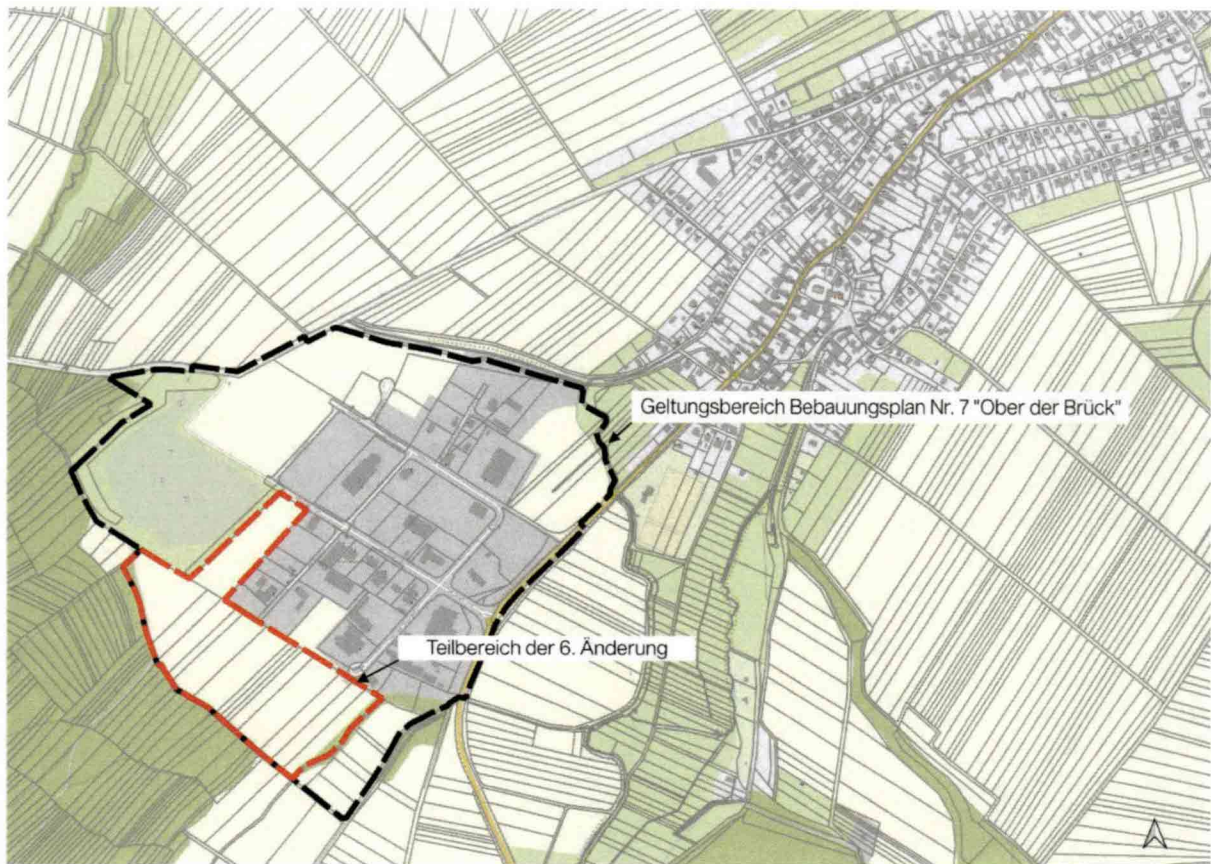 Geltungsbereich Bebauungsplan Nr. 7 "Ober der Brück"
Teilbereich der 6. Änderung